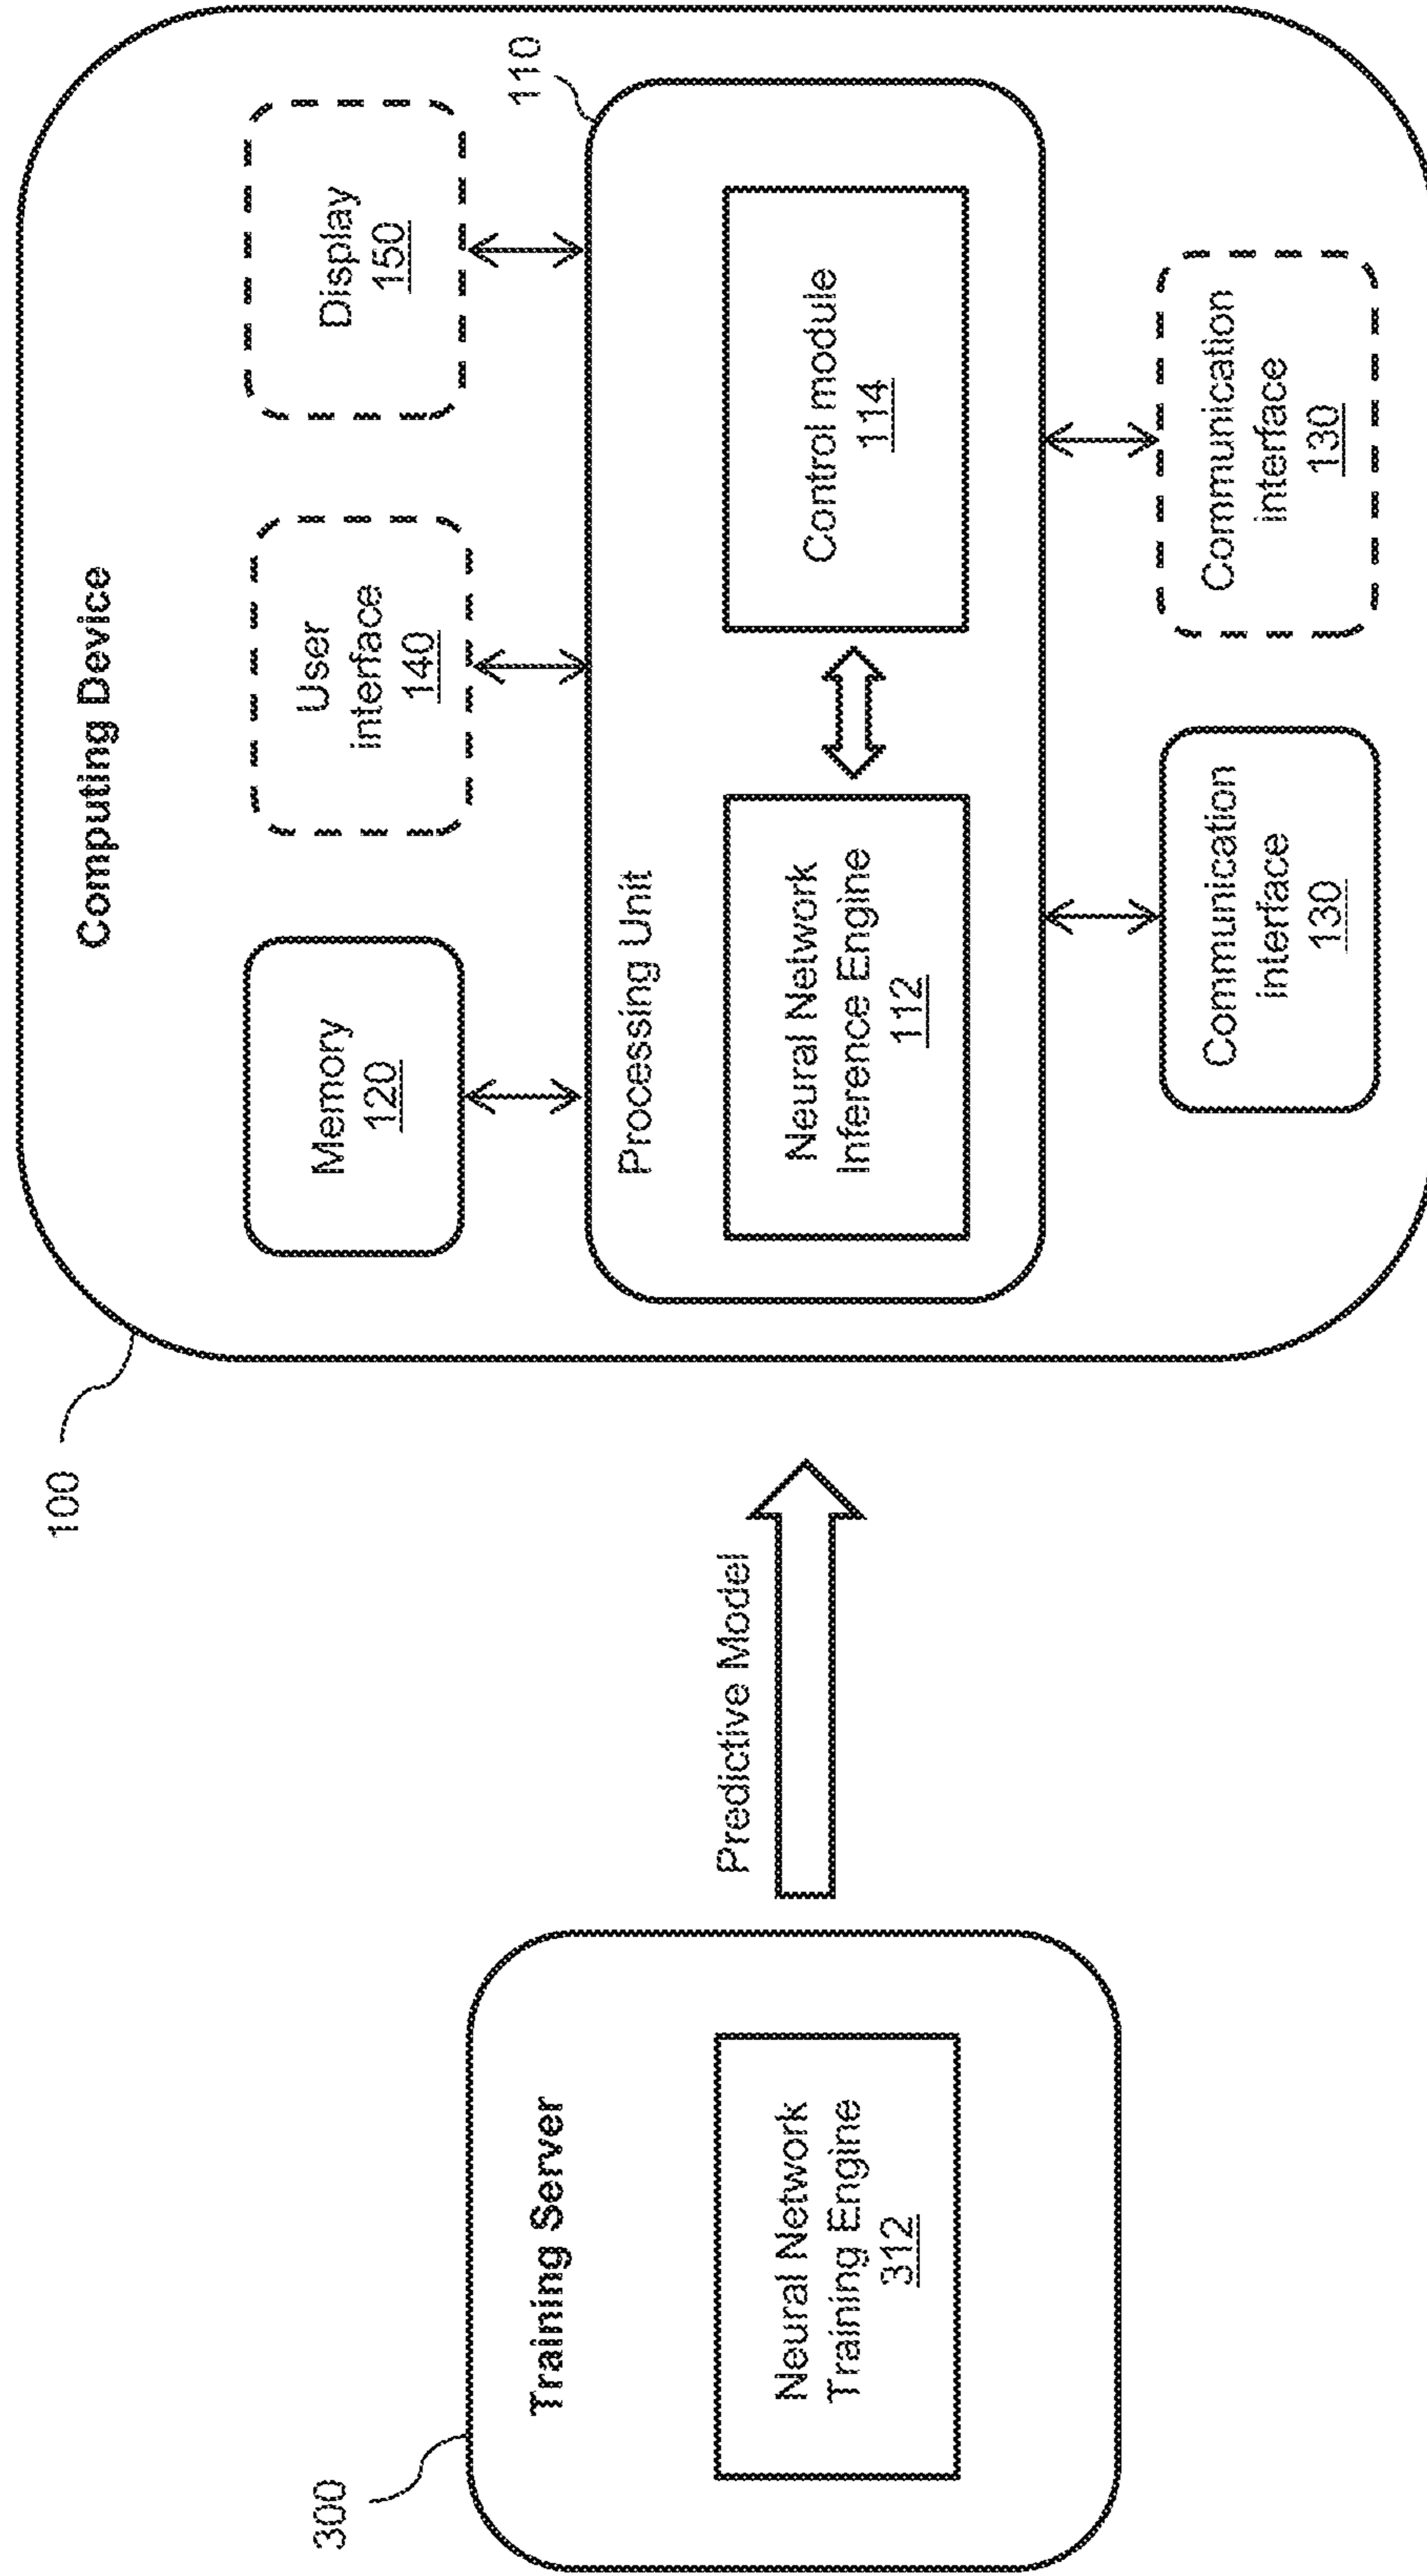 300
Training Server
Neural Network
Training Engine
312
Predictive Model
100
Computing Device
Memory
120
User
interface
140
Display
150
110
Processing Unit
Neural Network
Inference Engine
112
Control module
114
Communication
interface
130
Communication
interface
130